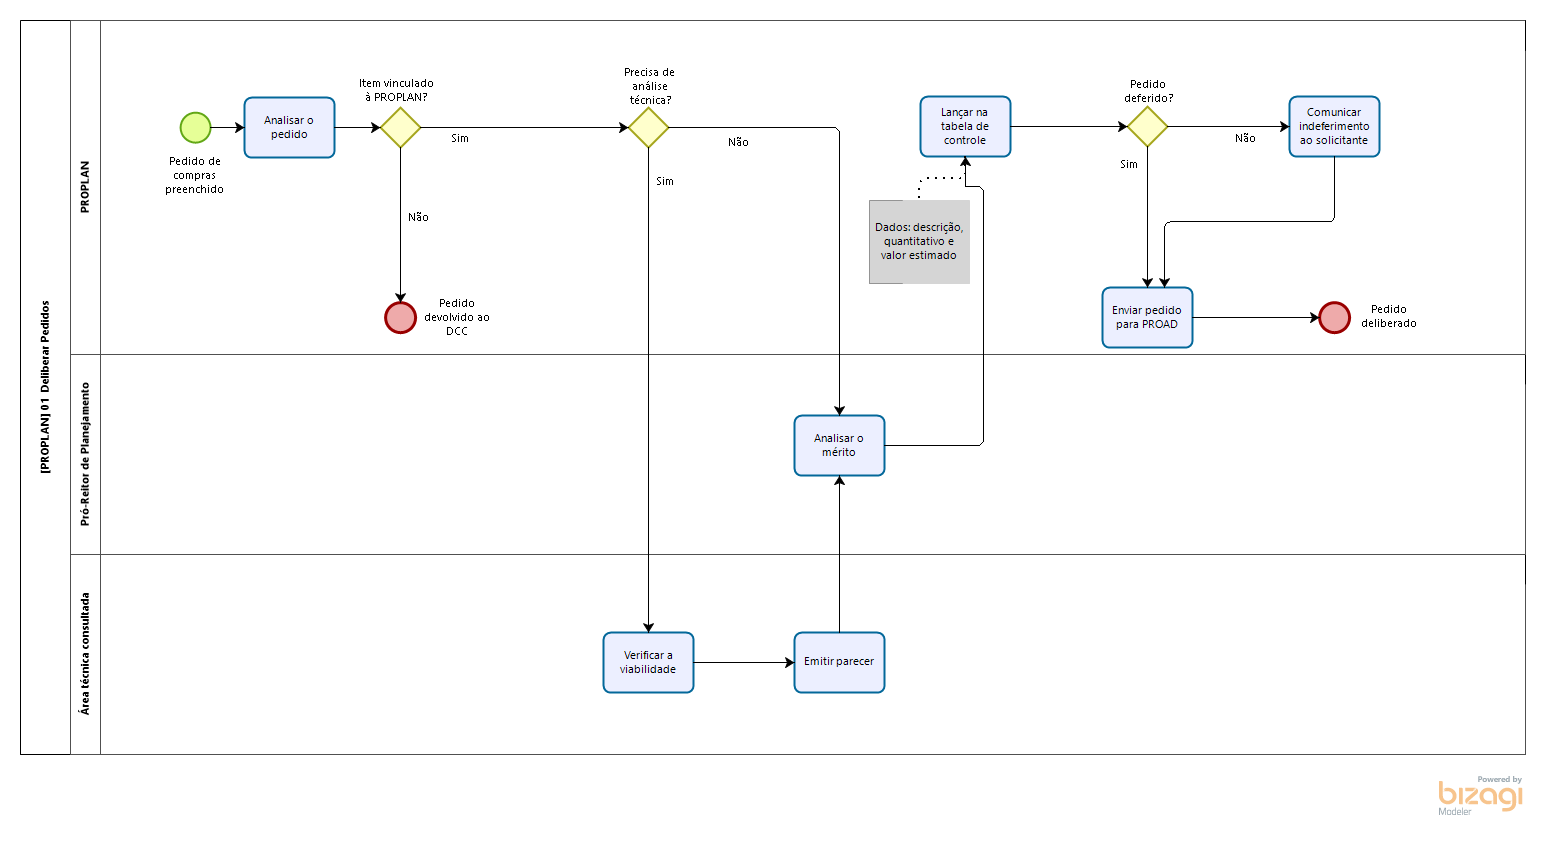 [PROPLAN] 01 Deliberar Pedidos
PROPLAN
Pedido de
compras
preenchido
Analisar o
pedido
Item vinculado
à PROPLAN?
Sim
Não
Pedido
devolvido ao
DCC
Precisa de
análise
técnica?
Não
Sim
Lançar na
tabela de
controle
Dados: descrição,
quantitativo e
valor estimado
Pedido
deferido?
Não
Sim
Comunicar
indeferimento
ao solicitante
Enviar pedido
para PROAD
Pedido
deliberado
Pró-Reitor de Planejamento
Analisar o
mérito
Área técnica consultada
Verificar a
viabilidade
Emitir parecer
Powered by
bizagi
Modeler